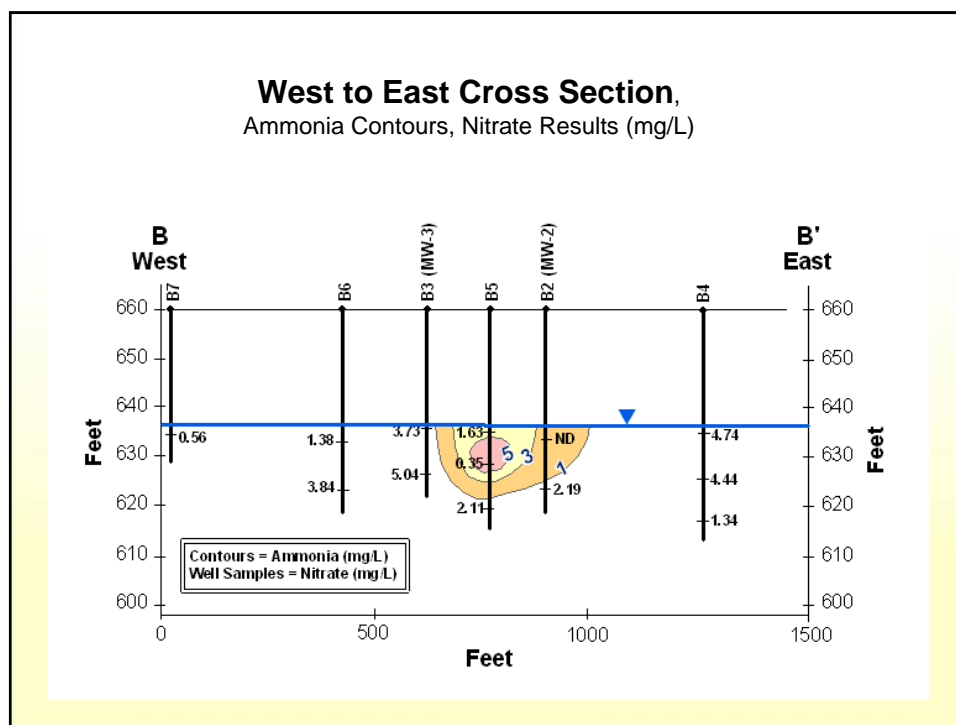 West to East Cross Section,
Ammonia Contours, Nitrate Results (mg/L)
B
West
B'
East
B7
B6
B3 (MW-3)
B5
B2 (MW-2)
B4
660
660
650
650
640
640
630
630
620
620
610
610
600
600
Feet
Feet
0.56
1.38
3.84
3.73
5.04
1.63
0.35
2.11
5
3
1
ND
2.19
4.74
4.44
1.34
Contours = Ammonia (mg/L)
Well Samples = Nitrate (mg/L)
0
500
1000
1500
Feet